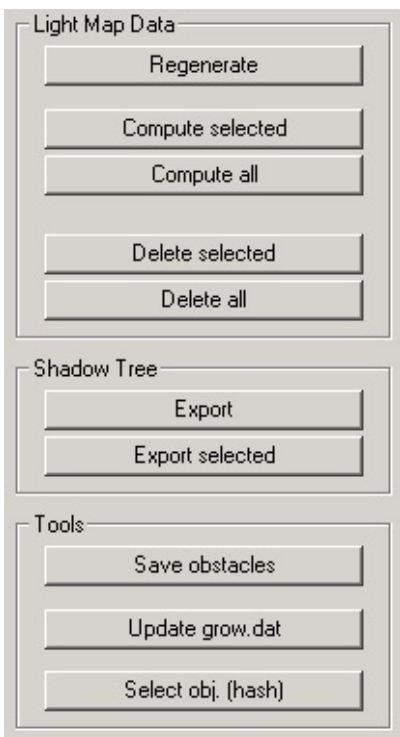 Light Map Data
Regenerate
Compute selected
Compute all
Delete selected
Delete all
Shadow Tree
Export
Export selected
Tools
Save obstacles
Update grow.dat
Select obj. (hash)